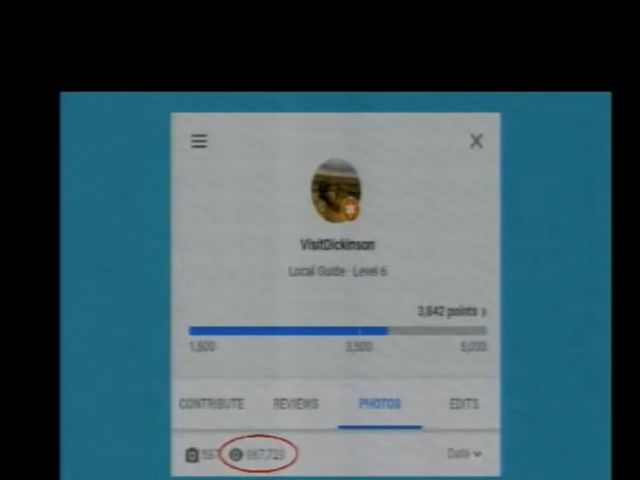 X
VisitDickinson
Local Guide · Level 6
3,842 points ›
1,500 3,500 5,000
CONTRIBUTE REVIEWS PHOTOS EDITS
Date